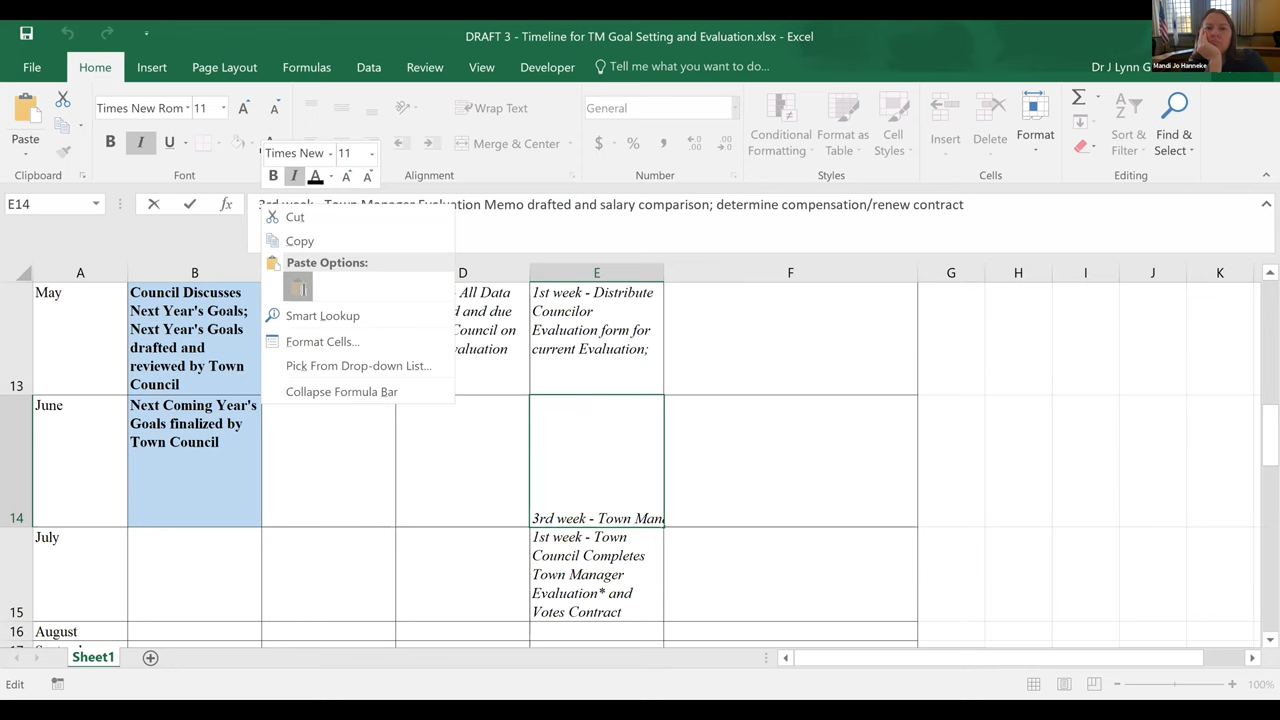 DRAFT 3 - Timeline for TM Goal Setting and Evaluation.xlsx - Excel
Mandi Jo Hanneke
File Home Insert Page Layout Formulas Data Review View Developer Tell me what you want to do... Dr J Lynn G
Paste
Times New Rom 11
B I U
Wrap Text
Merge & Center
General
$ % ,
Conditional Formatting
Format as Table
Cell Styles
Insert
Delete
Format
Sort & Filter
Find & Select
Clipboard Font Alignment Number Styles Cells Editing
Times New 11
B I A
E14
3rd week - Town Manager Evaluation Memo drafted and salary comparison; determine compensation/renew contract
Cut
Copy
Paste Options:
Smart Lookup
Format Cells...
Pick From Drop-down List...
Collapse Formula Bar
A B D E F G H I J K
13
May
Council Discusses
Next Year's Goals;
Next Year's Goals
drafted and
reviewed by Town
Council
All Data
and due
Council on
1st week - Distribute
Councilor
Evaluation form for
current Evaluation;
14
June
Next Coming Year's
Goals finalized by
Town Council
3rd week - Town
15
July
1st week - Town
Council Completes
Town Manager
Evaluation* and
Votes Contract
16 August
Sheet1
Edit
100%